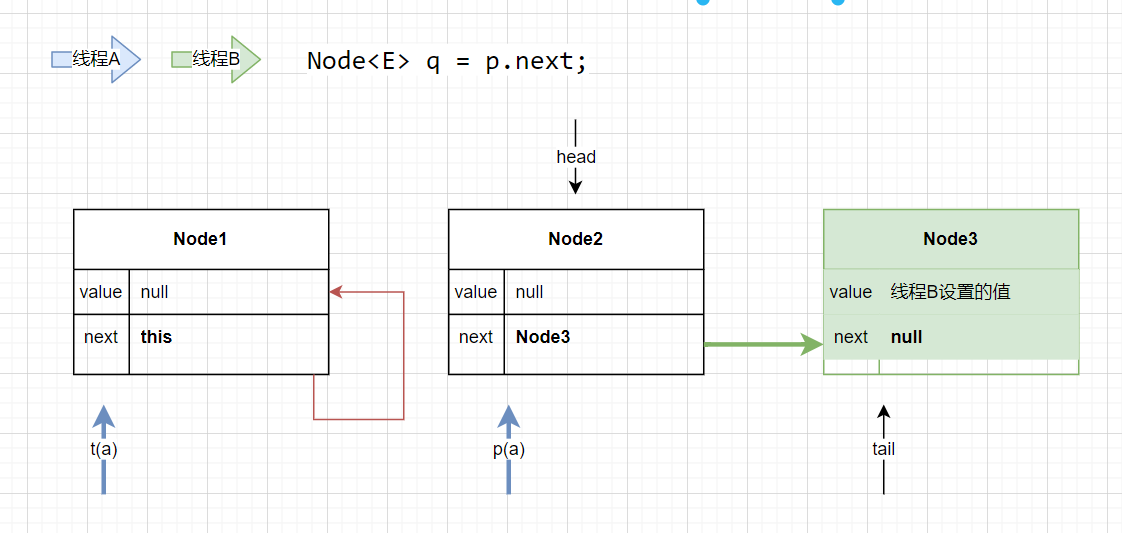 线程A 线程B Node<E> q = p.next;
head
Node1 Node2 Node3
value null value null value 线程B设置的值
next this next Node3 next null
t(a) p(a) tail